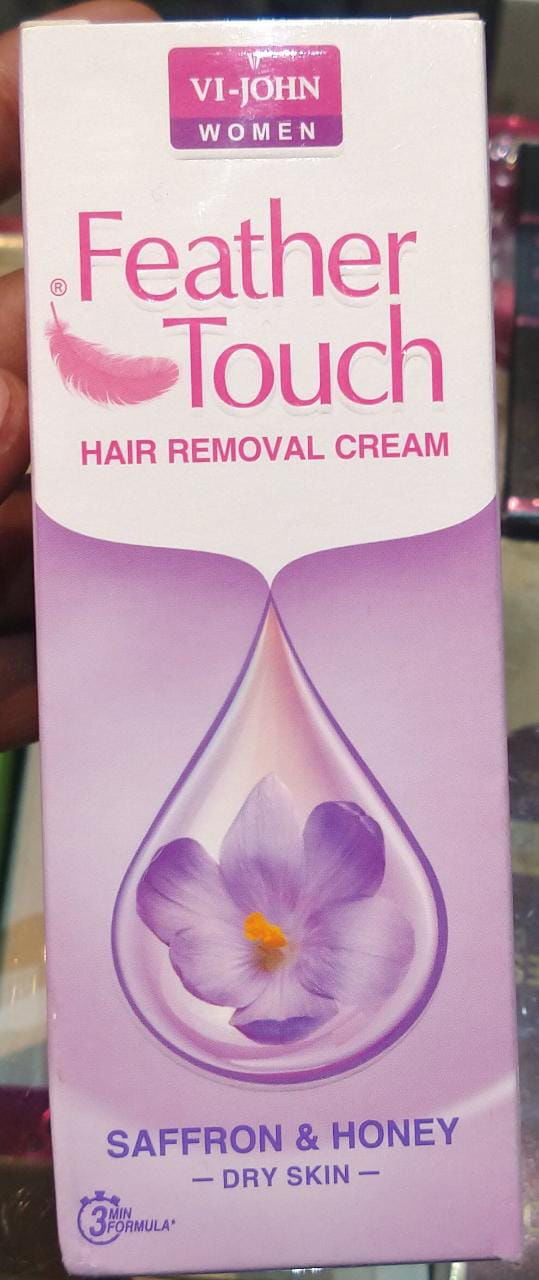 VI-JOHN
WOMEN
Feather
®
Touch
HAIR REMOVAL CREAM
SAFFRON & HONEY
— DRY SKIN —
3 MIN
FORMULA*